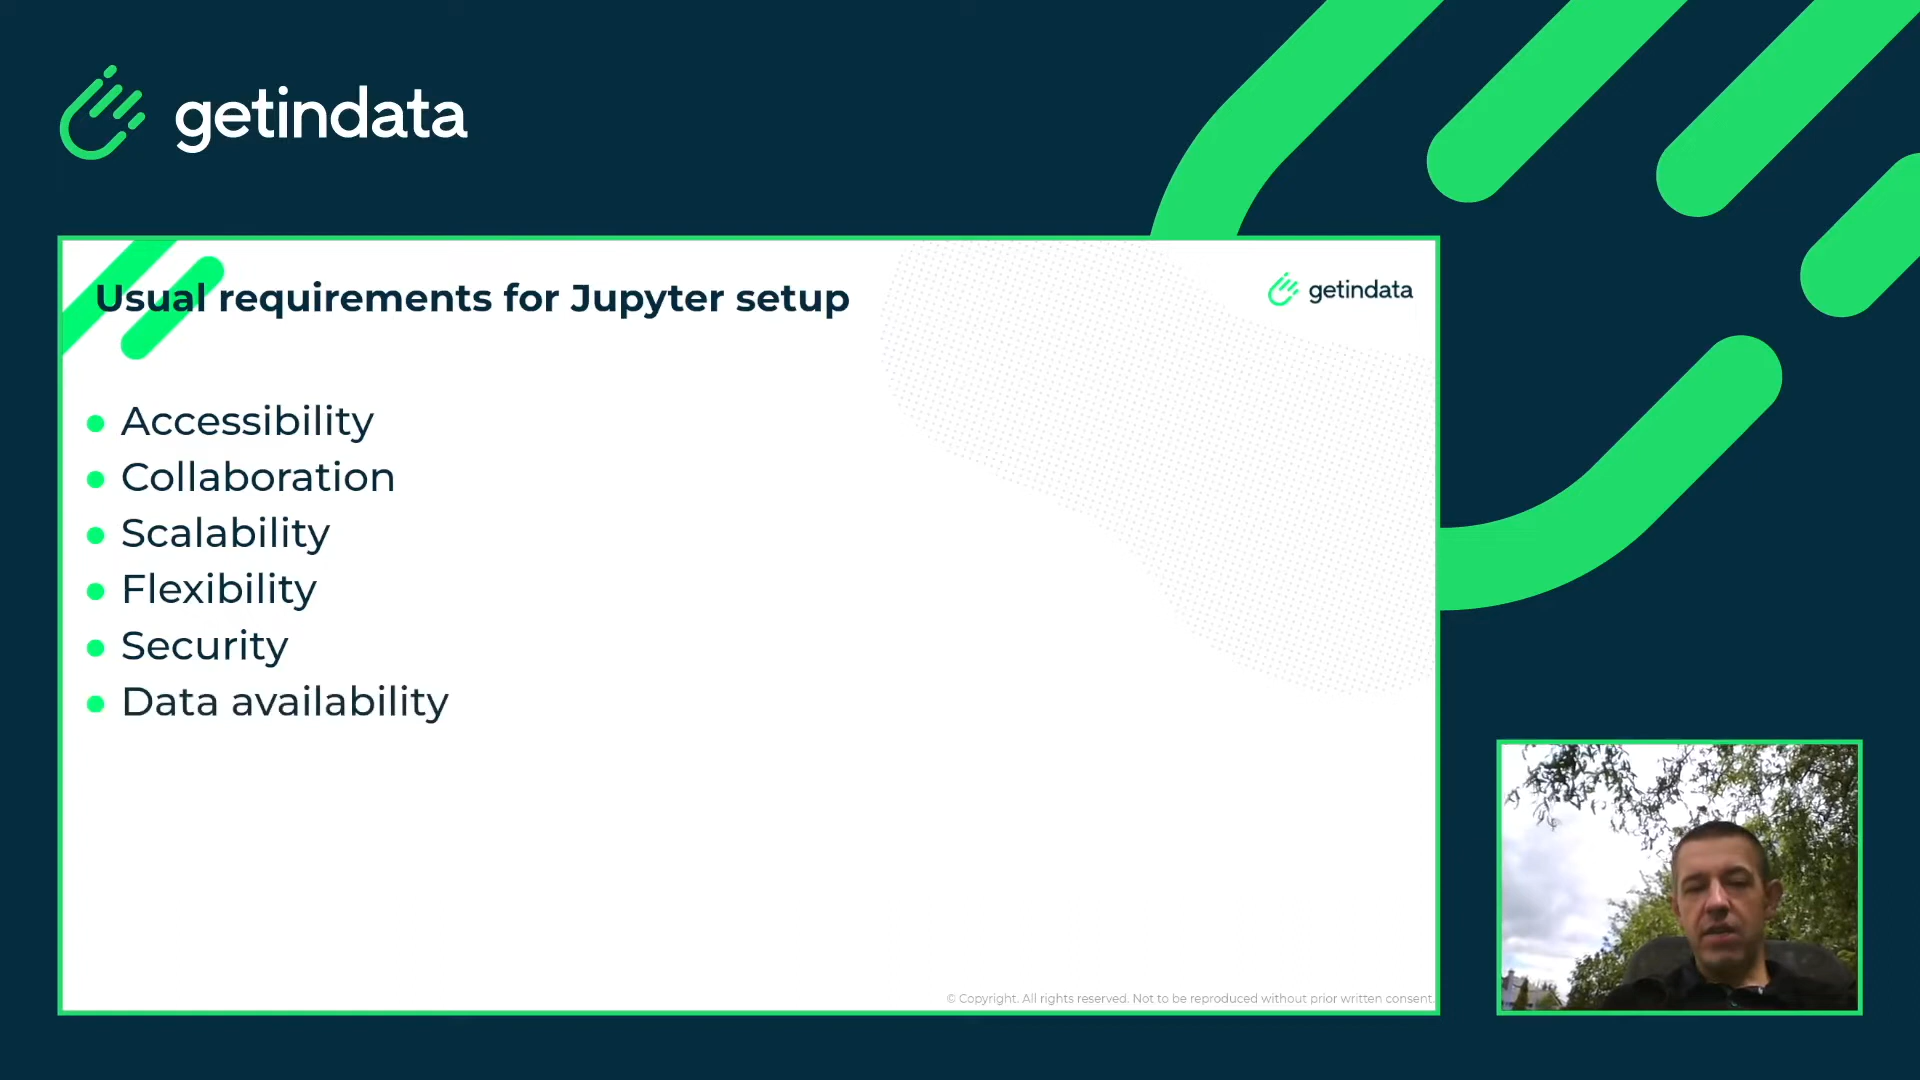 getindata
Usual requirements for Jupyter setup
getindata
Accessibility
Collaboration
Scalability
Flexibility
Security
Data availability
© Copyright. All rights reserved. Not to be reproduced without prior written consent.